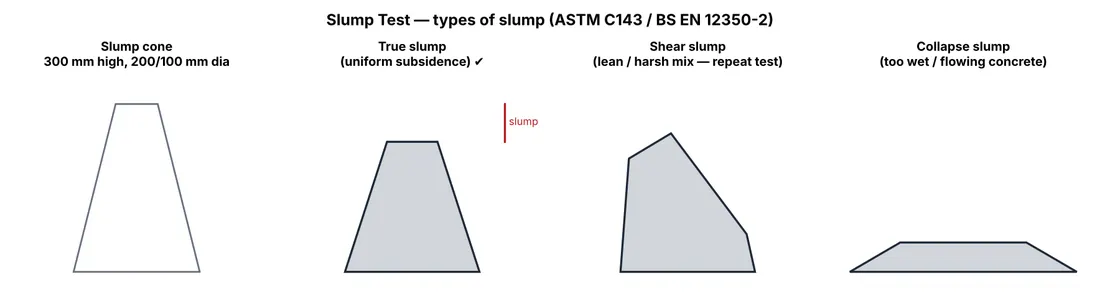 Slump Test — types of slump (ASTM C143 / BS EN 12350-2)
Slump cone
300 mm high, 200/100 mm dia
True slump
(uniform subsidence) ✔
Shear slump
(lean / harsh mix — repeat test)
Collapse slump
(too wet / flowing concrete)
slump